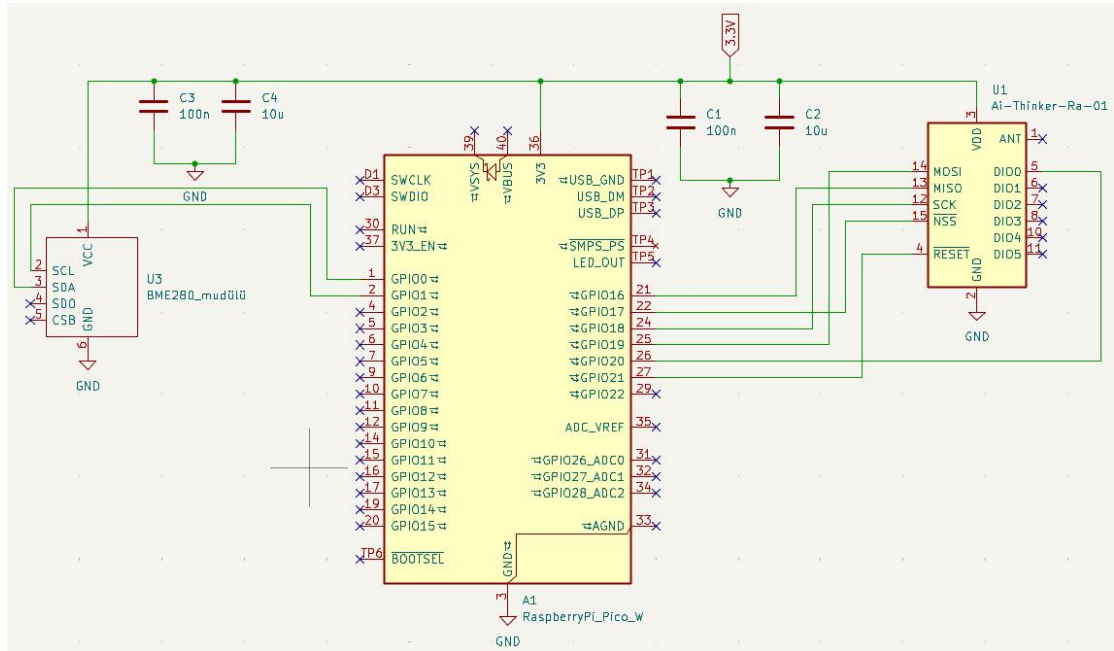 3.3V
C3
100n
C4
10u
GND
C1
100n
C2
10u
GND
U1
Ai-Thinker-Ra-01
3
VDD
ANT
1
14
MOSI
13
MISO
12
SCK
15
NSS
4
RESET
DIO0
5
DIO1
6
DIO2
7
DIO3
8
DIO4
10
DIO5
11
GND
2
GND
1
VCC
2
SCL
3
SDA
4
SDO
5
CSB
GND
6
GND
U3
BME280_mudülü
39
VSYS
40
VBUS
36
3V3
D1
SWCLK
D3
SWDIO
30
RUN
37
3V3_EN
1
GPIO0
2
GPIO1
4
GPIO2
5
GPIO3
6
GPIO4
7
GPIO5
9
GPIO6
10
GPIO7
11
GPIO8
12
GPIO9
14
GPIO10
15
GPIO11
16
GPIO12
17
GPIO13
19
GPIO14
20
GPIO15
TP6
BOOTSEL
USB_GND
TP1
USB_DM
TP2
USB_DP
TP3
SMPS_PS
TP4
LED_OUT
TP5
GPIO16
21
GPIO17
22
GPIO18
24
GPIO19
25
GPIO20
26
GPIO21
27
GPIO22
29
ADC_VREF
35
GPIO26_ADC0
31
GPIO27_ADC1
32
GPIO28_ADC2
34
AGND
33
GND
3
A1
RaspberryPi_Pico_W
GND